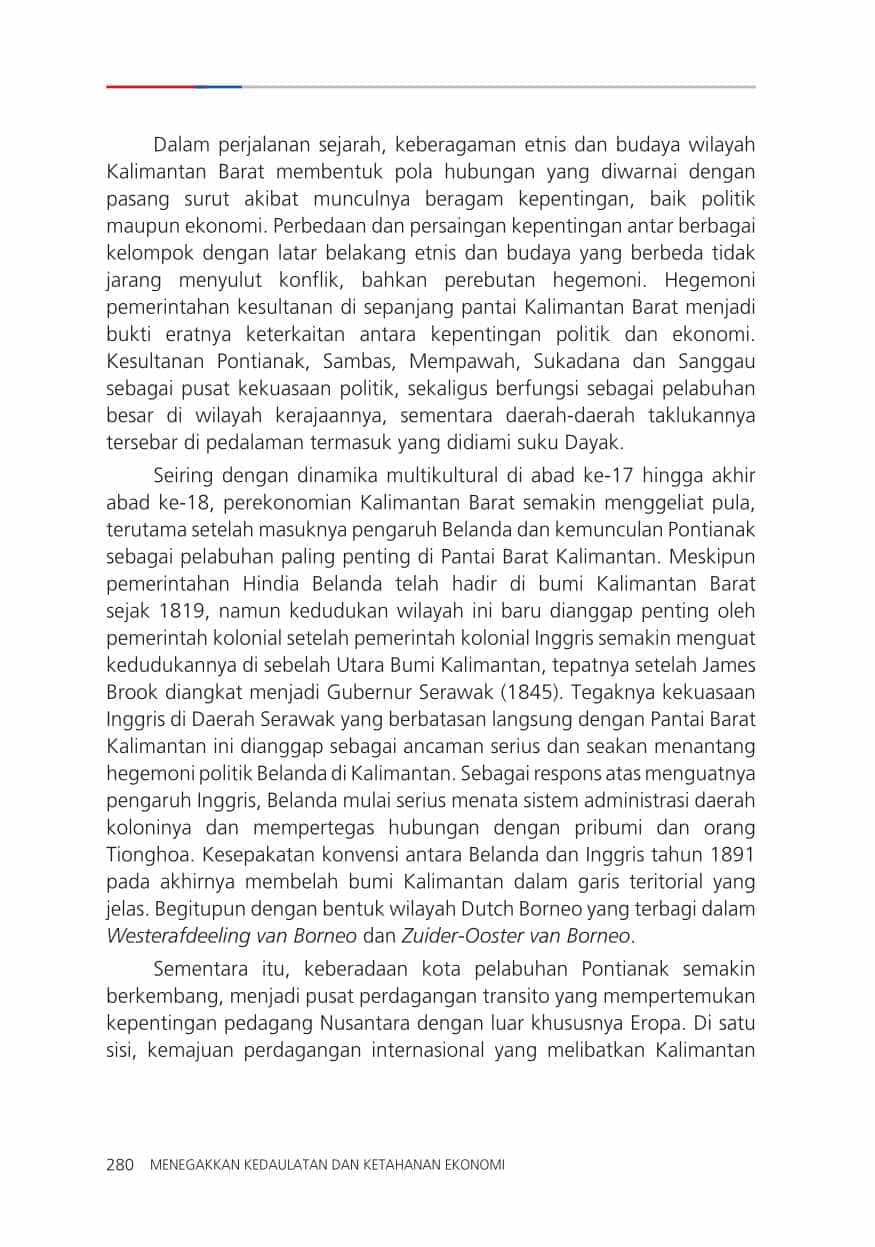 Dalam perjalanan sejarah, keberagaman etnis dan budaya wilayah
Kalimantan Barat membentuk pola hubungan yang diwarnai dengan
pasang surut akibat munculnya beragam kepentingan, baik politik
maupun ekonomi. Perbedaan dan persaingan kepentingan antar berbagai
kelompok dengan latar belakang etnis dan budaya yang berbeda tidak
jarang menyulut konflik, bahkan perebutan hegemoni. Hegemoni
pemerintahan kesultanan di sepanjang pantai Kalimantan Barat menjadi
bukti eratnya keterkaitan antara kepentingan politik dan ekonomi.
Kesultanan Pontianak, Sambas, Mempawah, Sukadana dan Sanggau
sebagai pusat kekuasaan politik, sekaligus berfungsi sebagai pelabuhan
besar di wilayah kerajaannya, sementara daerah-daerah taklukannya
tersebar di pedalaman termasuk yang didiami suku Dayak.
Seiring dengan dinamika multikultural di abad ke-17 hingga akhir
abad ke-18, perekonomian Kalimantan Barat semakin menggeliat pula,
terutama setelah masuknya pengaruh Belanda dan kemunculan Pontianak
sebagai pelabuhan paling penting di Pantai Barat Kalimantan. Meskipun
pemerintahan Hindia Belanda telah hadir di bumi Kalimantan Barat
sejak 1819, namun kedudukan wilayah ini baru dianggap penting oleh
pemerintah kolonial setelah pemerintah kolonial Inggris semakin menguat
kedudukannya di sebelah Utara Bumi Kalimantan, tepatnya setelah James
Brook diangkat menjadi Gubernur Serawak (1845). Tegaknya kekuasaan
Inggris di Daerah Serawak yang berbatasan langsung dengan Pantai Barat
Kalimantan ini dianggap sebagai ancaman serius dan seakan menantang
hegemoni politik Belanda di Kalimantan. Sebagai respons atas menguatnya
pengaruh Inggris, Belanda mulai serius menata sistem administrasi daerah
koloninya dan mempertegas hubungan dengan pribumi dan orang
Tionghoa. Kesepakatan konvensi antara Belanda dan Inggris tahun 1891
pada akhirnya membelah bumi Kalimantan dalam garis teritorial yang
jelas. Begitupun dengan bentuk wilayah Dutch Borneo yang terbagi dalam
Westerafdeeling van Borneo dan Zuider-Ooster van Borneo.
Sementara itu, keberadaan kota pelabuhan Pontianak semakin
berkembang, menjadi pusat perdagangan transito yang mempertemukan
kepentingan pedagang Nusantara dengan luar khususnya Eropa. Di satu
sisi, kemajuan perdagangan internasional yang melibatkan Kalimantan
280 MENEGAKKAN KEDAULATAN DAN KETAHANAN EKONOMI